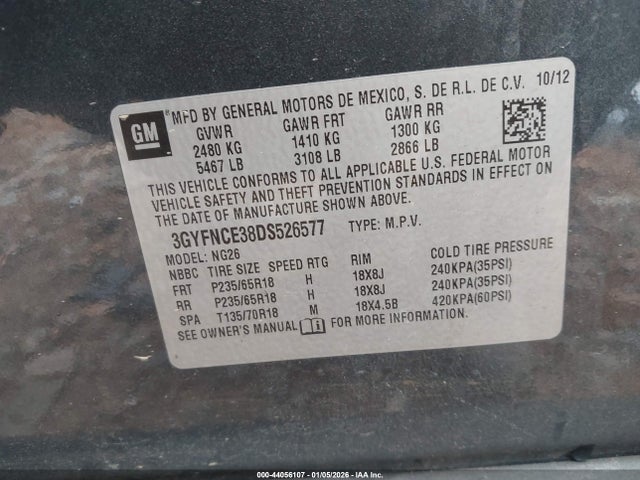 GM
MFD BY GENERAL MOTORS DE MEXICO, S. DE R.L. DE C.V. 10/12
GVWR GAWR FRT GAWR RR
2480 KG 1410 KG 1300 KG
5467 LB 3108 LB 2866 LB
THIS VEHICLE CONFORMS TO ALL APPLICABLE U.S. FEDERAL MOTOR
VEHICLE SAFETY AND THEFT PREVENTION STANDARDS IN EFFECT ON
THE DATE OF MANUFACTURE SHOWN ABOVE.
3GYFNCE38DS526577 TYPE: M.P.V.
MODEL: NG26
NBBC TIRE SIZE SPEED RTG RIM COLD TIRE PRESSURE
FRT P235/65R18 H 18X8J 240KPA(35PSI)
RR P235/65R18 H 18X8J 240KPA(35PSI)
SPA T135/70R18 M 18X4.5B 420KPA(60PSI)
SEE OWNER'S MANUAL FOR MORE INFORMATION.
000-44056107 - 01/05/2026 - IAA Inc.